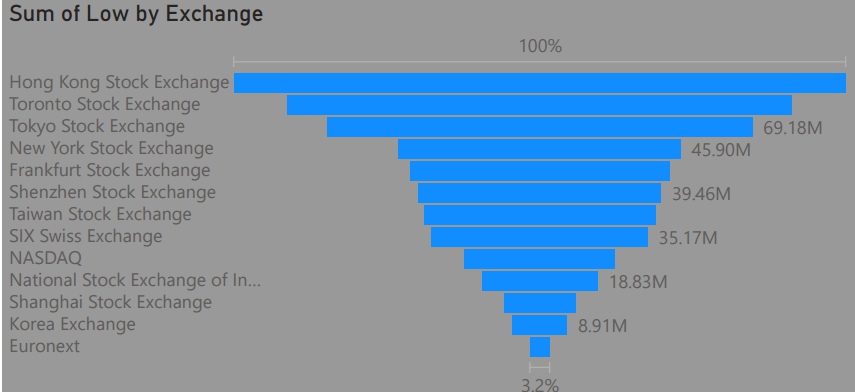 Sum of Low by Exchange
100%
Hong Kong Stock Exchange
Toronto Stock Exchange
Tokyo Stock Exchange 69.18M
New York Stock Exchange 45.90M
Frankfurt Stock Exchange
Shenzhen Stock Exchange 39.46M
Taiwan Stock Exchange
SIX Swiss Exchange 35.17M
NASDAQ
National Stock Exchange of In... 18.83M
Shanghai Stock Exchange
Korea Exchange 8.91M
Euronext
3.2%